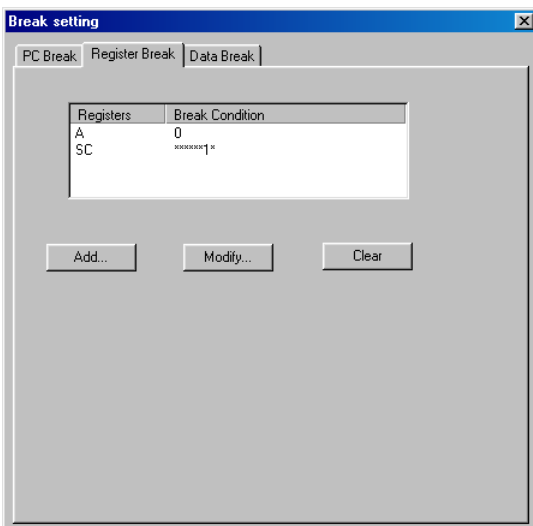 Break setting
PC Break Register Break Data Break
Registers Break Condition
A 0
SC ******1*
Add... Modify... Clear